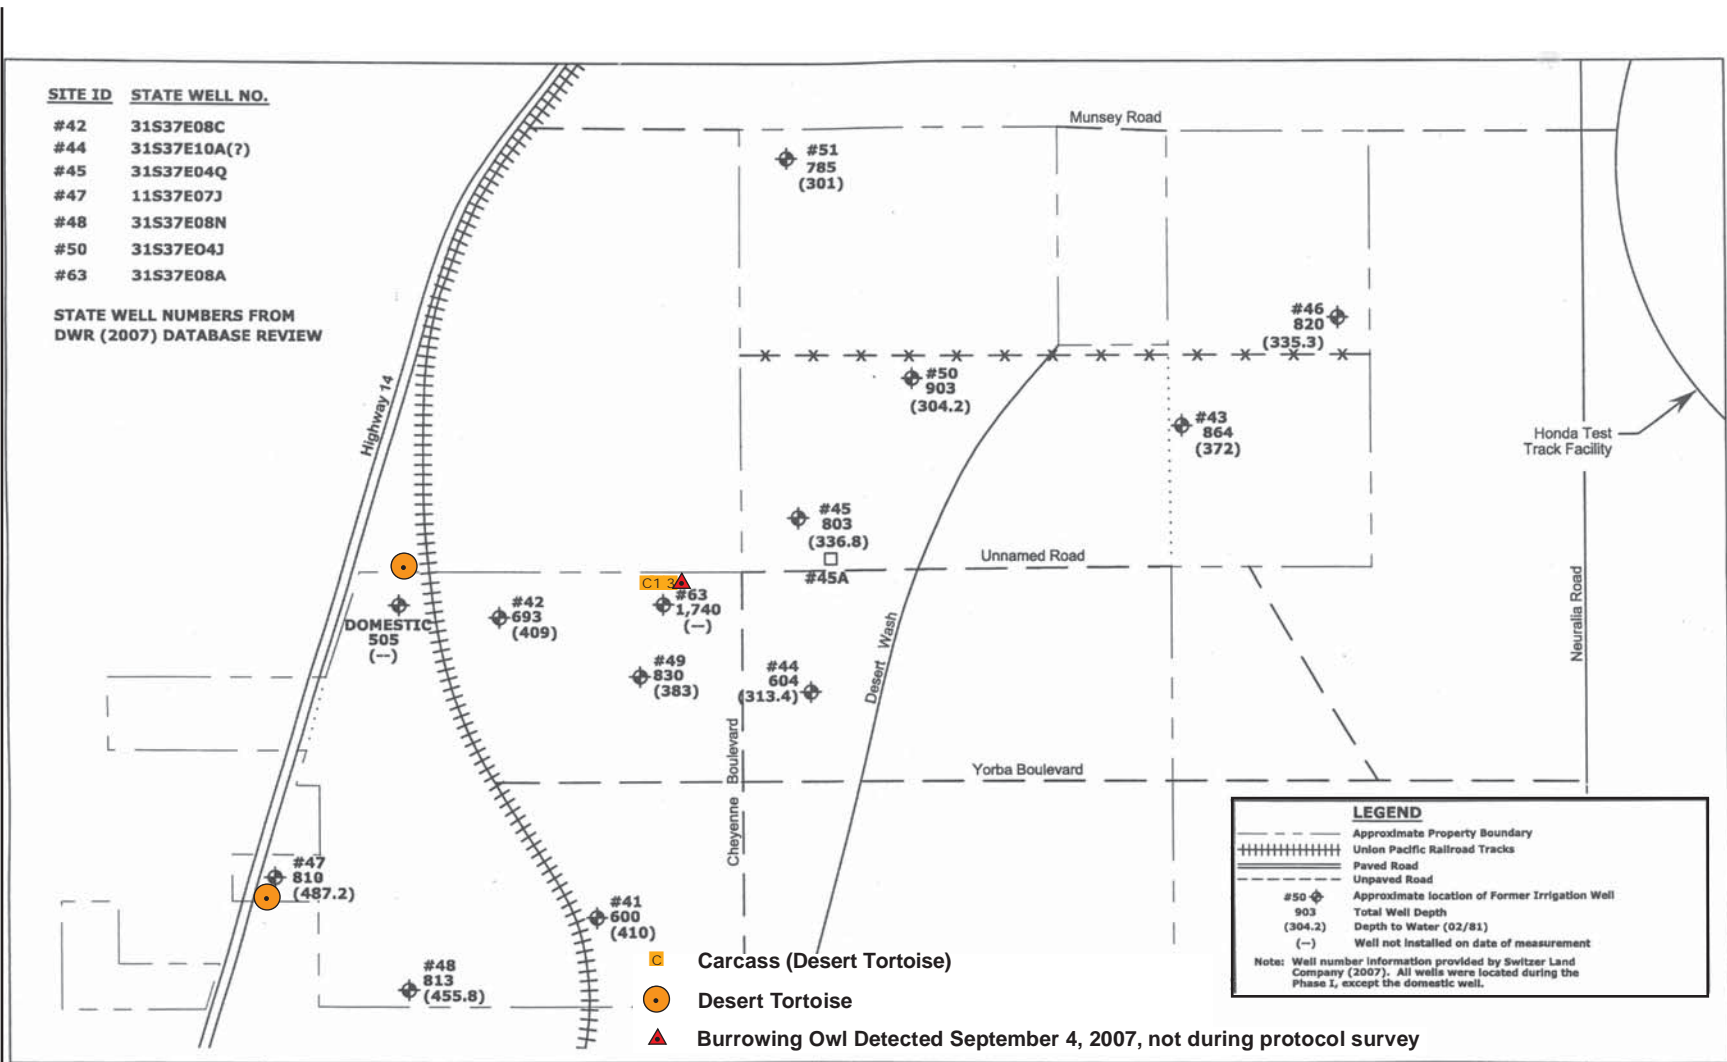 SITE ID STATE WELL NO.
#42 31S37E08C
#44 31S37E10A(?)
#45 31S37E04Q
#47 11S37E07J
#48 31S37E08N
#50 31S37EO4J
#63 31S37E08A
STATE WELL NUMBERS FROM
DWR (2007) DATABASE REVIEW
Munsey Road
#51
785
(301)
#46
820
(335.3)
#50
903
(304.2)
Highway 14
#43
864
(372)
Honda Test
Track Facility
#45
803
(336.8)
#45A
Unnamed Road
C1 3
#63
1,740
(--)
#42
693
(409)
DOMESTIC
505
(--)
#49
830
(383)
#44
604
(313.4)
Desert Wash
Neuralia Road
Cheyenne Boulevard
Yorba Boulevard
#47
810
(487.2)
#41
600
(410)
#48
813
(455.8)
C Carcass (Desert Tortoise)
Desert Tortoise
Burrowing Owl Detected September 4, 2007, not during protocol survey
LEGEND
Approximate Property Boundary
Union Pacific Railroad Tracks
Paved Road
Unpaved Road
#50 Approximate location of Former Irrigation Well
903 Total Well Depth
(304.2) Depth to Water (02/81)
(--) Well not installed on date of measurement
Note: Well number information provided by Switzer Land
Company (2007). All wells were located during the
Phase I, except the domestic well.